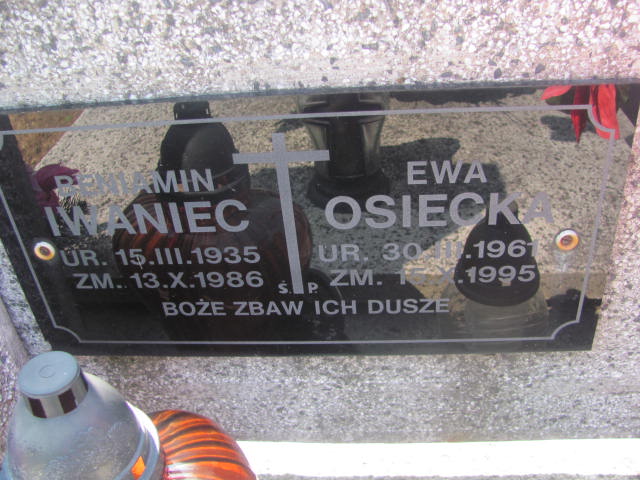 BENIAMIN
IWANIEC
UR. 15.III.1935
ZM. 13.X.1986
EWA
OSIECKA
UR. 30.III.1961
ZM. 1995
Ś. P.
BOŻE ZBAW ICH DUSZE